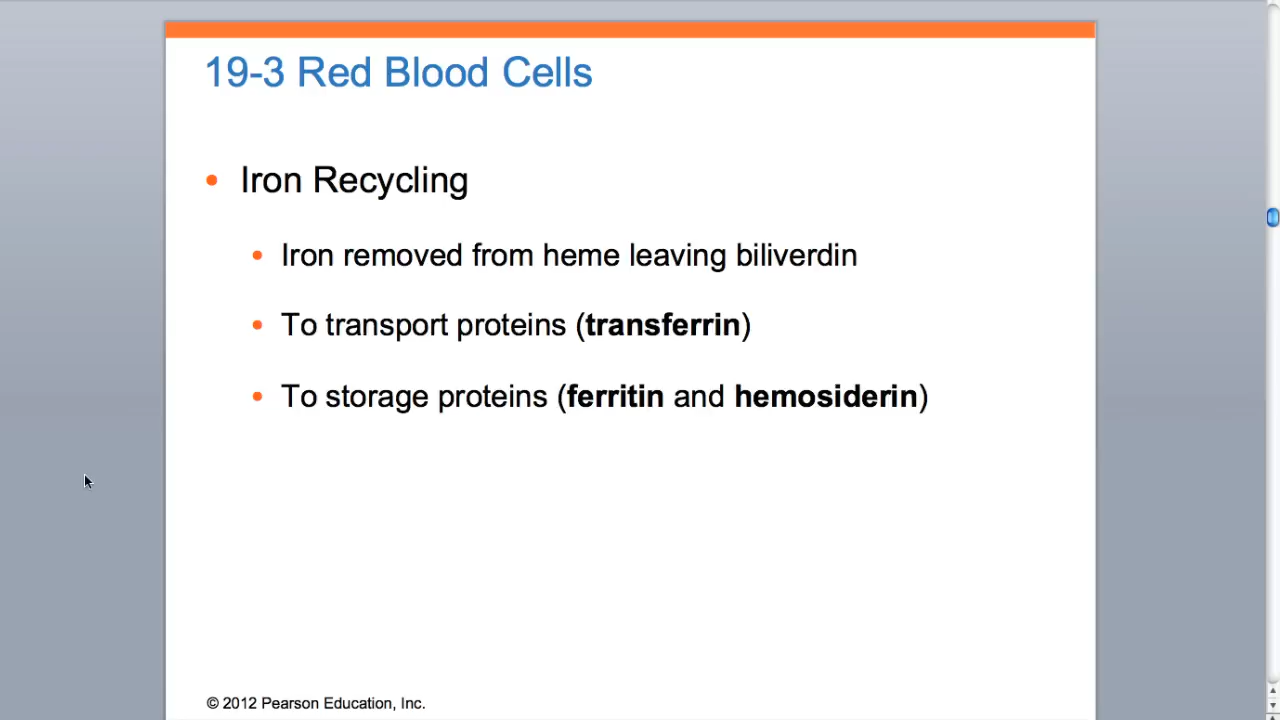 19-3 Red Blood Cells
• Iron Recycling
• Iron removed from heme leaving biliverdin
• To transport proteins (transferrin)
• To storage proteins (ferritin and hemosiderin)
© 2012 Pearson Education, Inc.